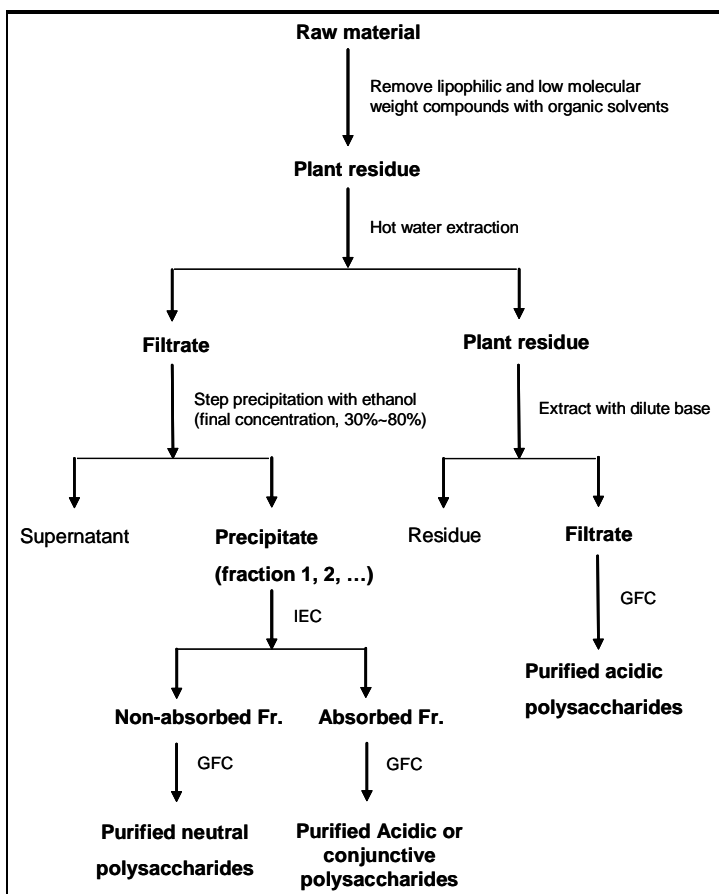 Raw material
Remove lipophilic and low molecular
weight compounds with organic solvents
Plant residue
Hot water extraction
Filtrate
Plant residue
Step precipitation with ethanol
(final concentration, 30%~80%)
Extract with dilute base
Supernatant
Precipitate
(fraction 1, 2, …)
Residue
Filtrate
IEC
GFC
Purified acidic
polysaccharides
Non-absorbed Fr.
Absorbed Fr.
GFC
GFC
Purified neutral
polysaccharides
Purified Acidic or
conjunctive
polysaccharides